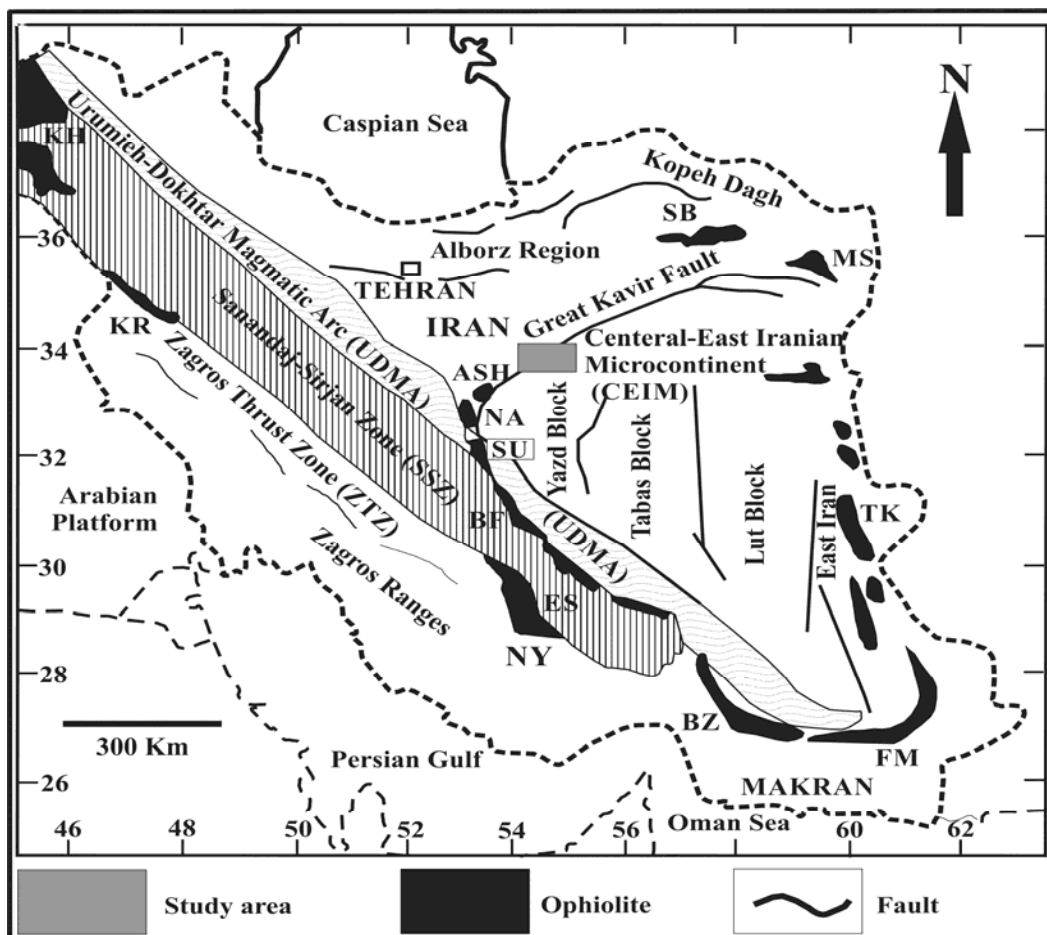 46
48
50
52
54
56
60
62
N
Caspian Sea
Kopeh Dagh
KH
Urumieh-Dokhtar Magmatic Arc (UDMA)
SB
36
Alborz Region
MS
TEHRAN
Great Kavir Fault
IRAN
KR
Sanandaj-Sirjan Zone (SSZ)
34
Centeral-East Iranian
Microcontinent
(CEIM)
ASH
NA
SU
Zagros Thrust Zone (ZTZ)
Yazd Block
Tabas Block
Lut Block
East Iran
32
Arabian
Platform
BF
TK
(UDMA)
Zagros Ranges
30
ES
NY
28
BZ
300 Km
FM
Persian Gulf
MAKRAN
26
Oman Sea
Study area
Ophiolite
Fault